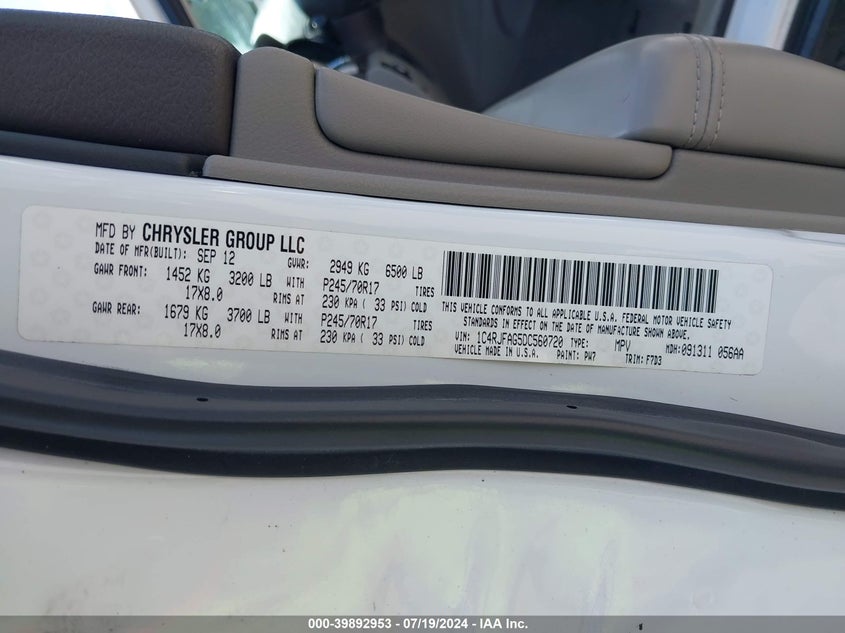 MFD BY CHRYSLER GROUP LLC
DATE OF MFR(BUILT): SEP 12 GVWR: 2949 KG 6500 LB
GAWR FRONT: 1452 KG 3200 LB WITH P245/70R17 TIRES
17X8.0 RIMS AT 230 KPA ( 33 PSI) COLD
GAWR REAR: 1679 KG 3700 LB WITH P245/70R17 TIRES
17X8.0 RIMS AT 230 KPA ( 33 PSI) COLD
THIS VEHICLE CONFORMS TO ALL APPLICABLE U.S.A. FEDERAL MOTOR VEHICLE SAFETY
STANDARDS IN EFFECT ON THE DATE OF MANUFACTURE SHOWN ABOVE.
VIN: 1C4RJFAG5DC560720 TYPE: MPV MDH:091311 056AA
VEHICLE MADE IN U.S.A. PAINT: PW7 TRIM: F7D3
000-39892953 - 07/19/2024 - IAA Inc.